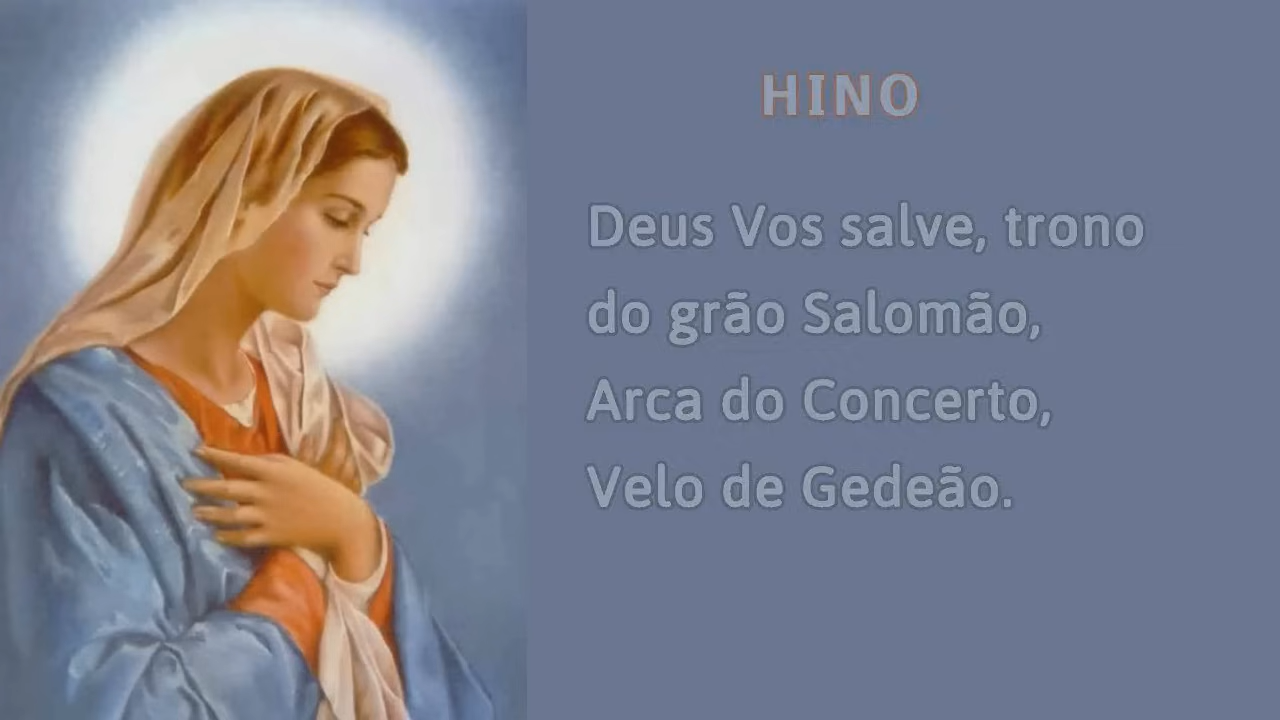 HINO
Deus Vos salve, trono
do grão Salomão,
Arca do Concerto,
Velo de Gedeão.